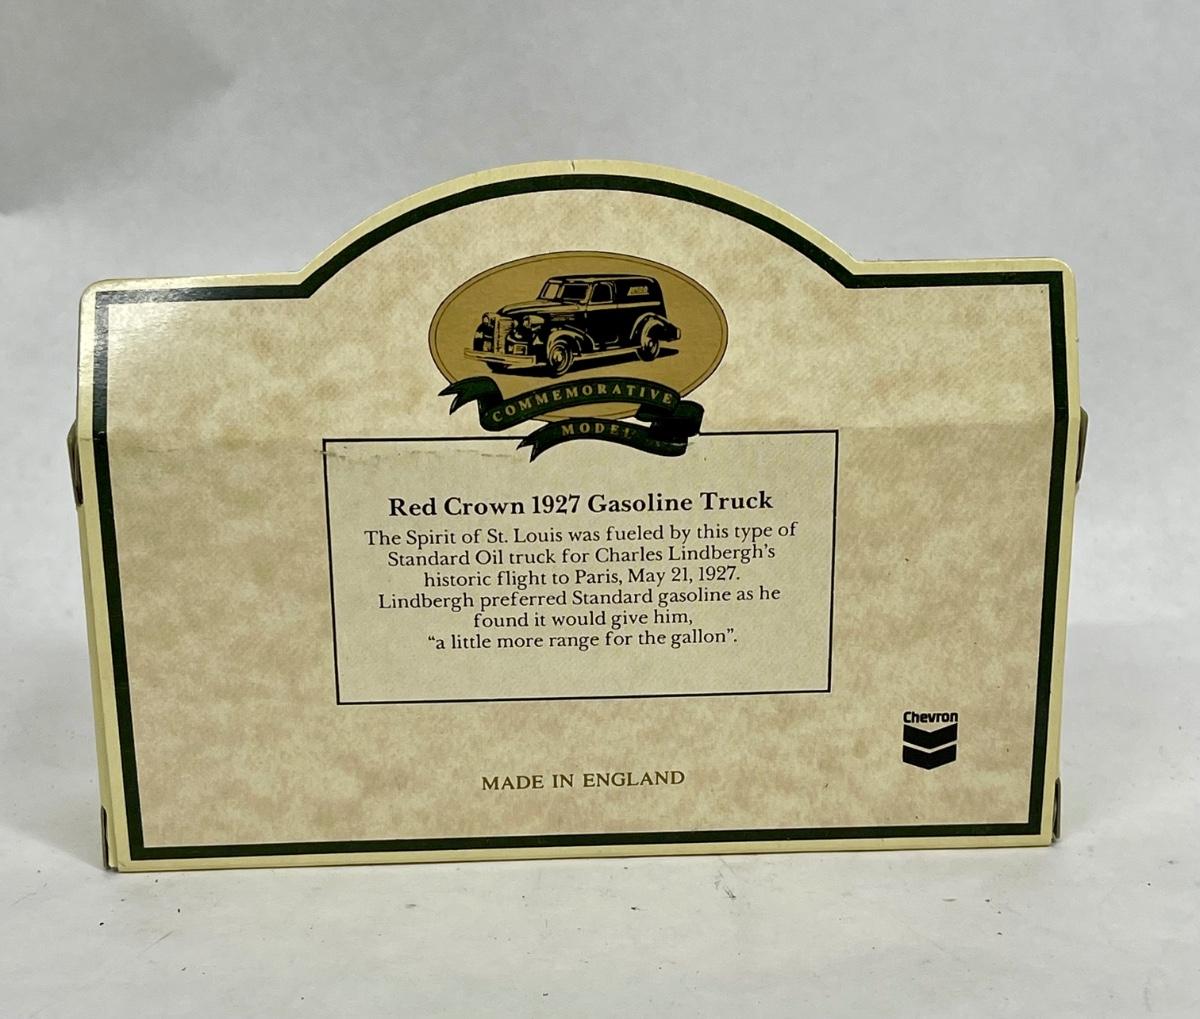 COMMEMORATIVE
MODEL
Red Crown 1927 Gasoline Truck
The Spirit of St. Louis was fueled by this type of
Standard Oil truck for Charles Lindbergh's
historic flight to Paris, May 21, 1927.
Lindbergh preferred Standard gasoline as he
found it would give him,
“a little more range for the gallon”.
Chevron
MADE IN ENGLAND